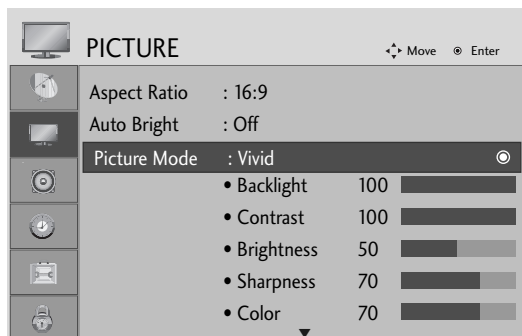 PICTURE Move Enter
Aspect Ratio : 16:9
Auto Bright : Off
Picture Mode : Vivid
• Backlight 100
• Contrast 100
• Brightness 50
• Sharpness 70
• Color 70